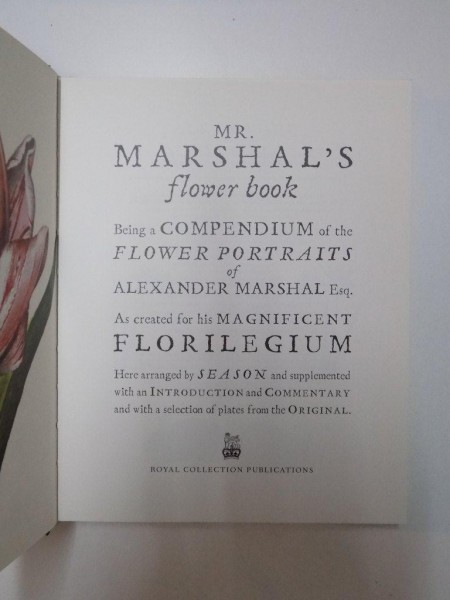 MR.
MARSHAL'S
flower book
Being a COMPENDIUM of the
FLOWER PORTRAITS
of
ALEXANDER MARSHAL Esq.
As created for his MAGNIFICENT
FLORILEGIUM
Here arranged by SEASON and supplemented
with an INTRODUCTION and COMMENTARY
and with a selection of plates from the ORIGINAL.
ROYAL COLLECTION PUBLICATIONS